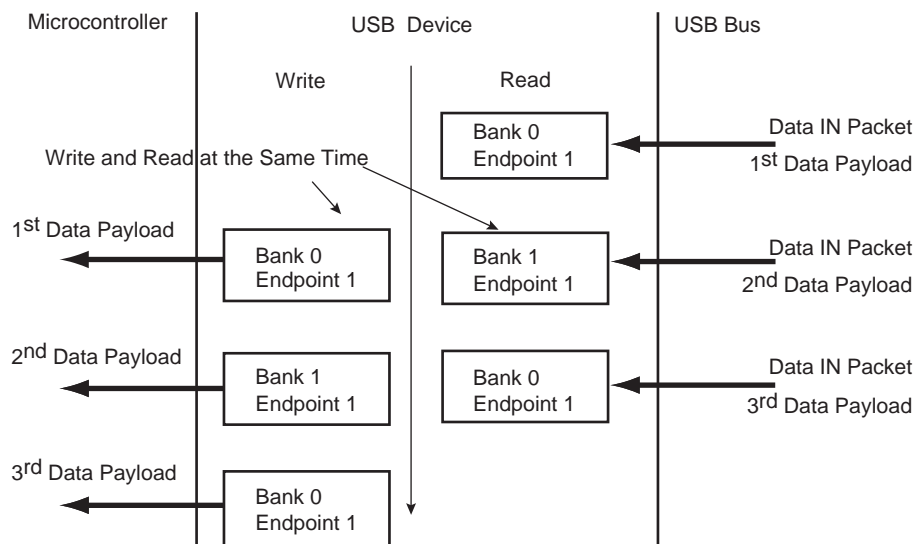 Microcontroller
USB Device
USB Bus
Write
Read
Bank 0
Endpoint 1
Data IN Packet
1st Data Payload
Write and Read at the Same Time
1st Data Payload
Bank 0
Endpoint 1
Bank 1
Endpoint 1
Data IN Packet
2nd Data Payload
2nd Data Payload
Bank 1
Endpoint 1
Bank 0
Endpoint 1
Data IN Packet
3rd Data Payload
3rd Data Payload
Bank 0
Endpoint 1